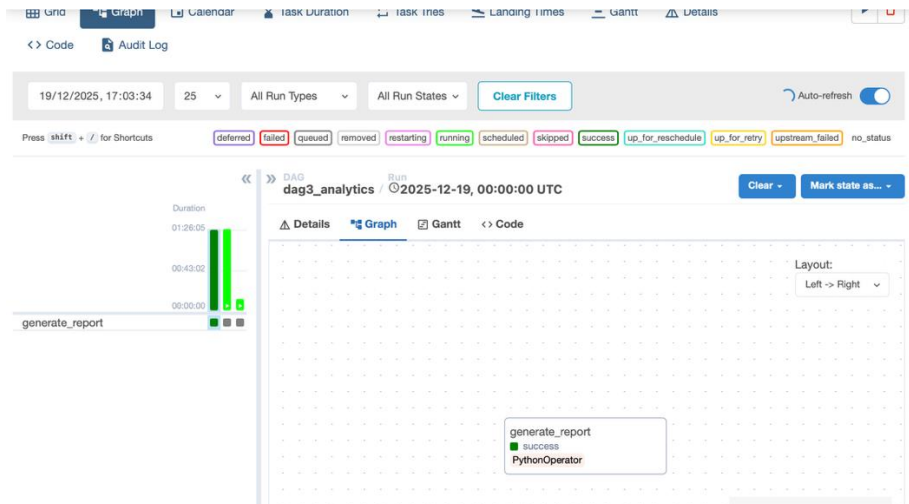 Grid Graph Calendar Task Duration Task Tries Landing Times Gantt Details
<> Code Audit Log
19/12/2025, 17:03:34 25 All Run Types All Run States Clear Filters Auto-refresh
Press shift + / for Shortcuts deferred failed queued removed restarting running scheduled skipped success up_for_reschedule up_for_retry upstream_failed no_status
DAG Run
dag3_analytics / 2025-12-19, 00:00:00 UTC Clear Mark state as...
Duration
01:26:05
Details Graph Gantt <> Code
00:43:02
Layout:
Left -> Right
00:00:00
generate_report
generate_report
success
PythonOperator